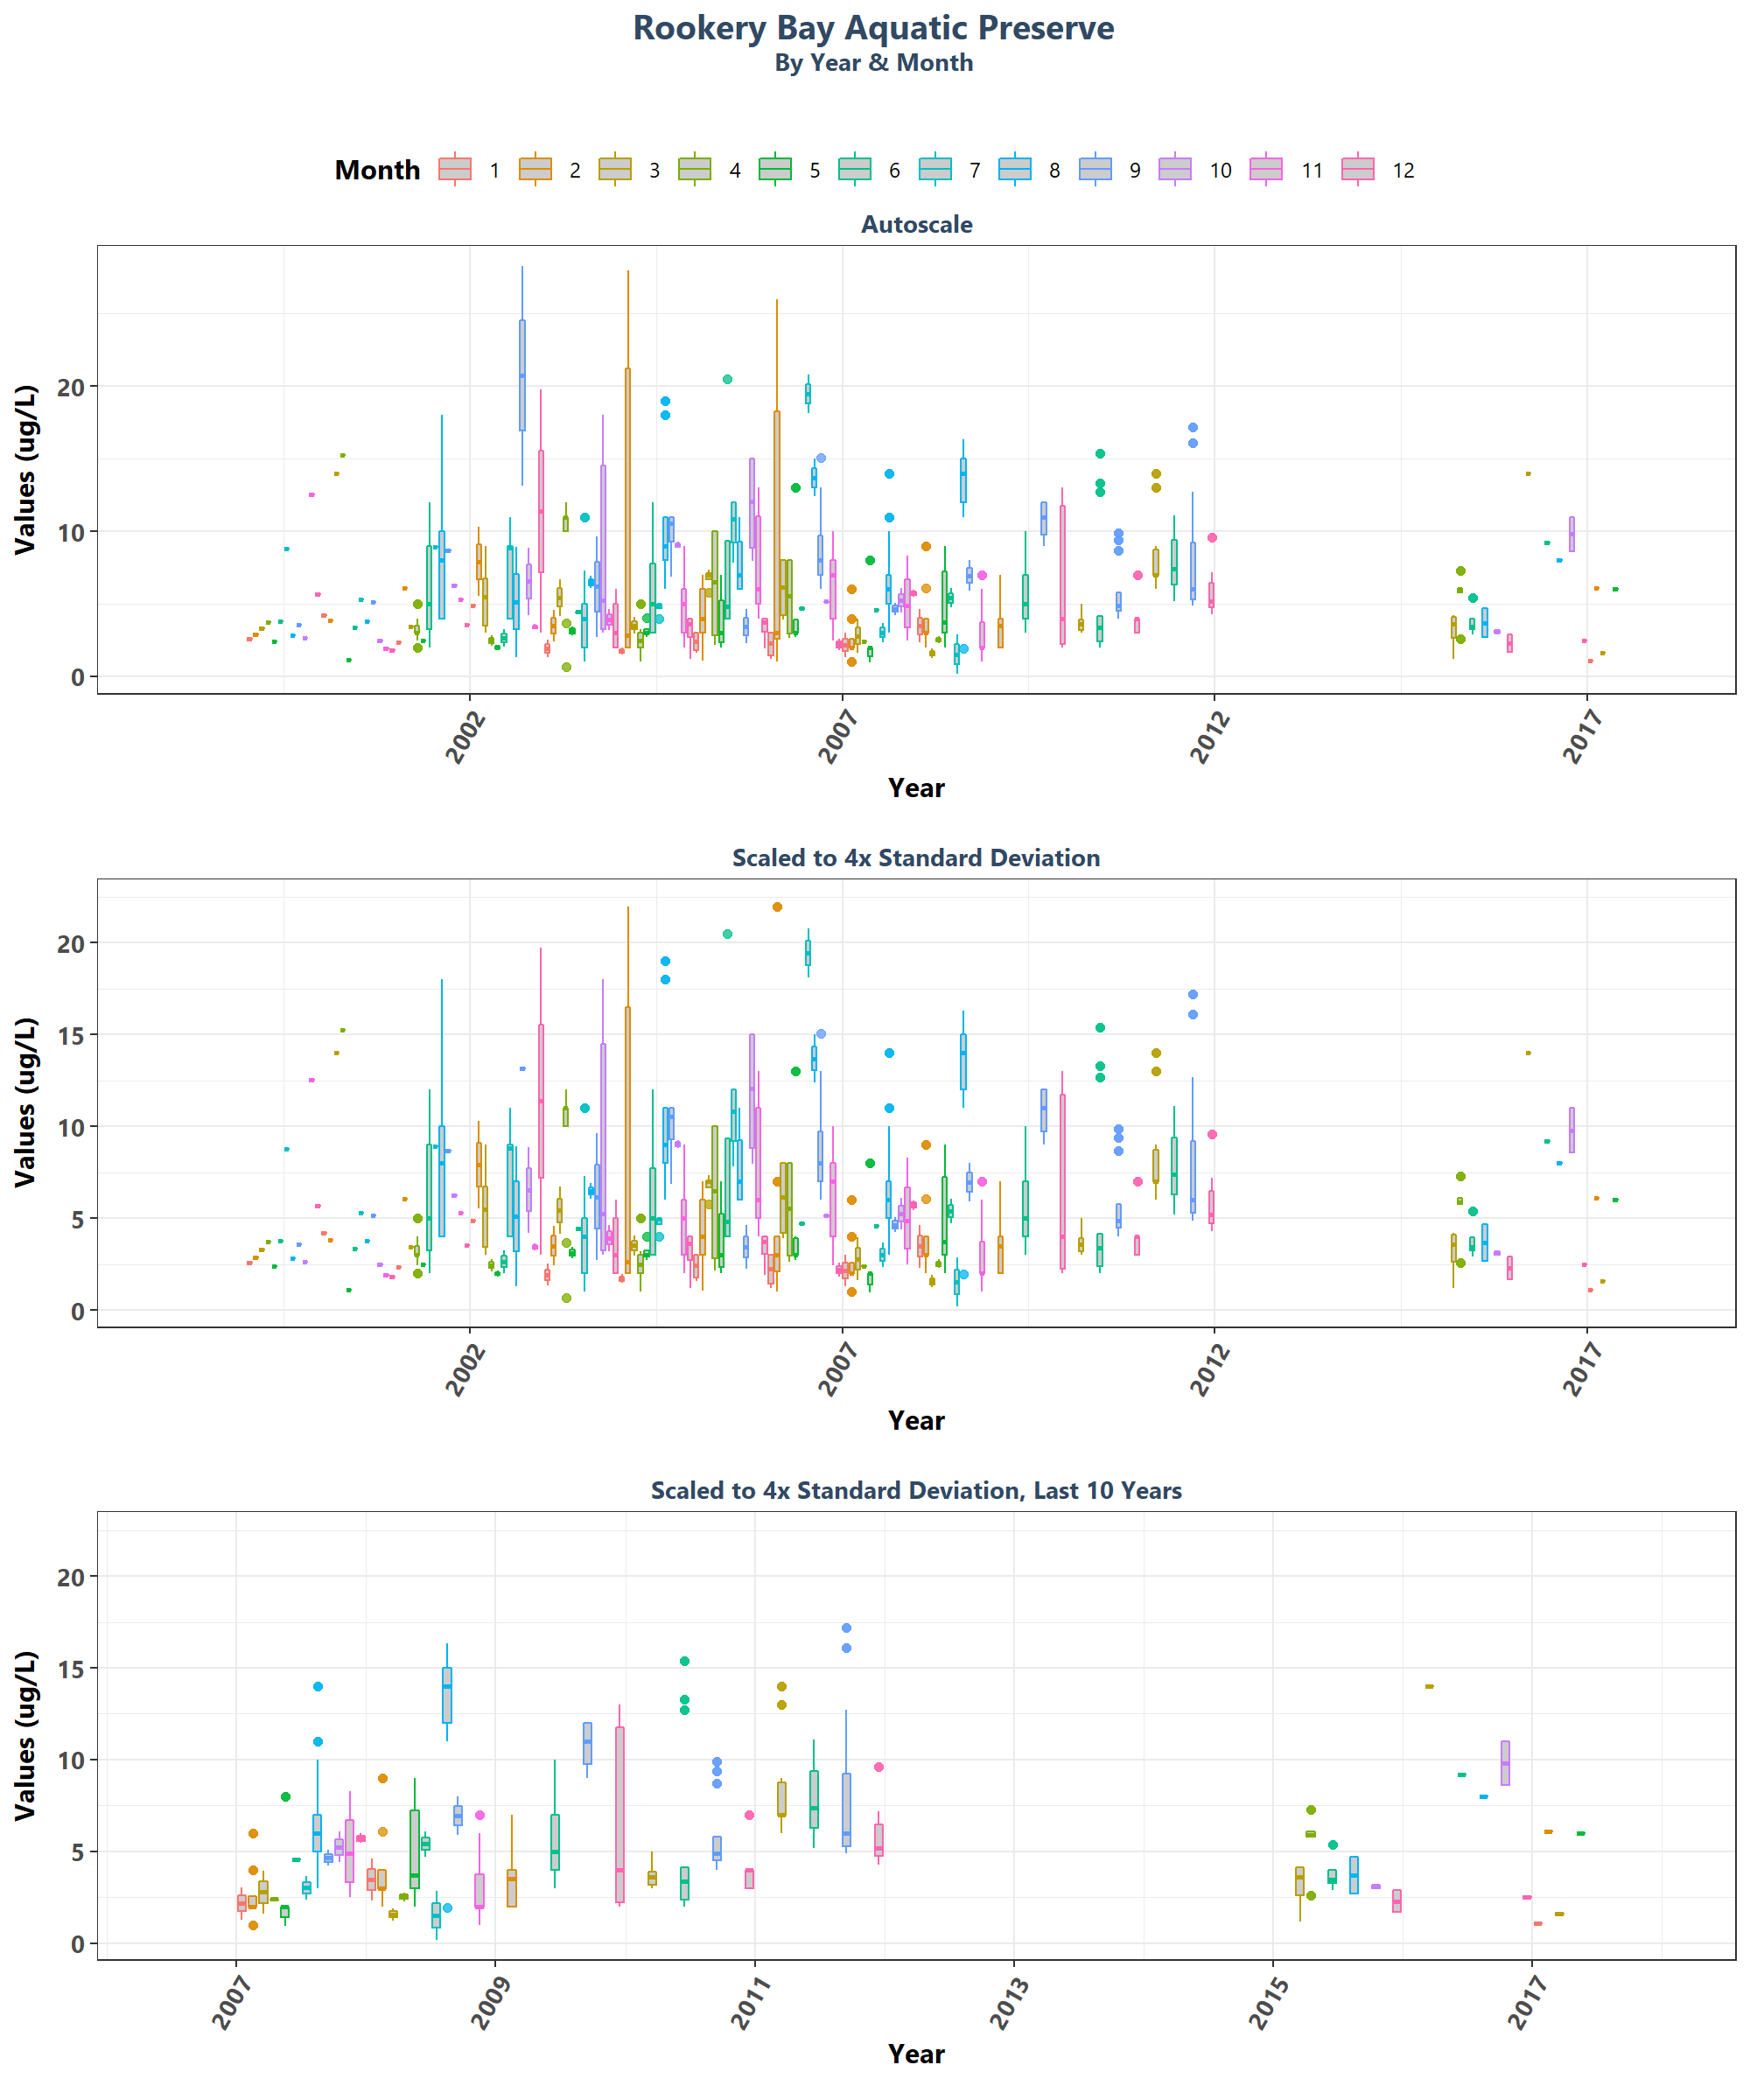 Rookery Bay Aquatic Preserve
By Year & Month
Month 1 2 3 4 5 6 7 8 9 10 11 12
Autoscale
Values (ug/L)
20
10
0
2002 2007 2012 2017
Year
Scaled to 4x Standard Deviation
Values (ug/L)
20
15
10
5
0
2002 2007 2012 2017
Year
Scaled to 4x Standard Deviation, Last 10 Years
Values (ug/L)
20
15
10
5
0
2007 2009 2011 2013 2015 2017
Year